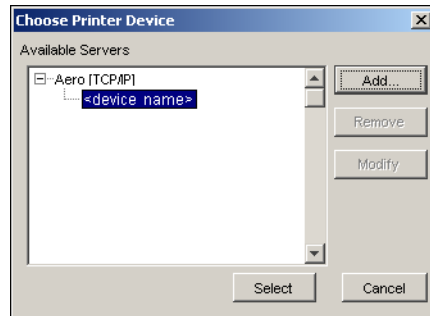 Choose Printer Device
Available Servers
Aero [TCP/IP]
Add...
<device name>
Remove
Modify
Select
Cancel